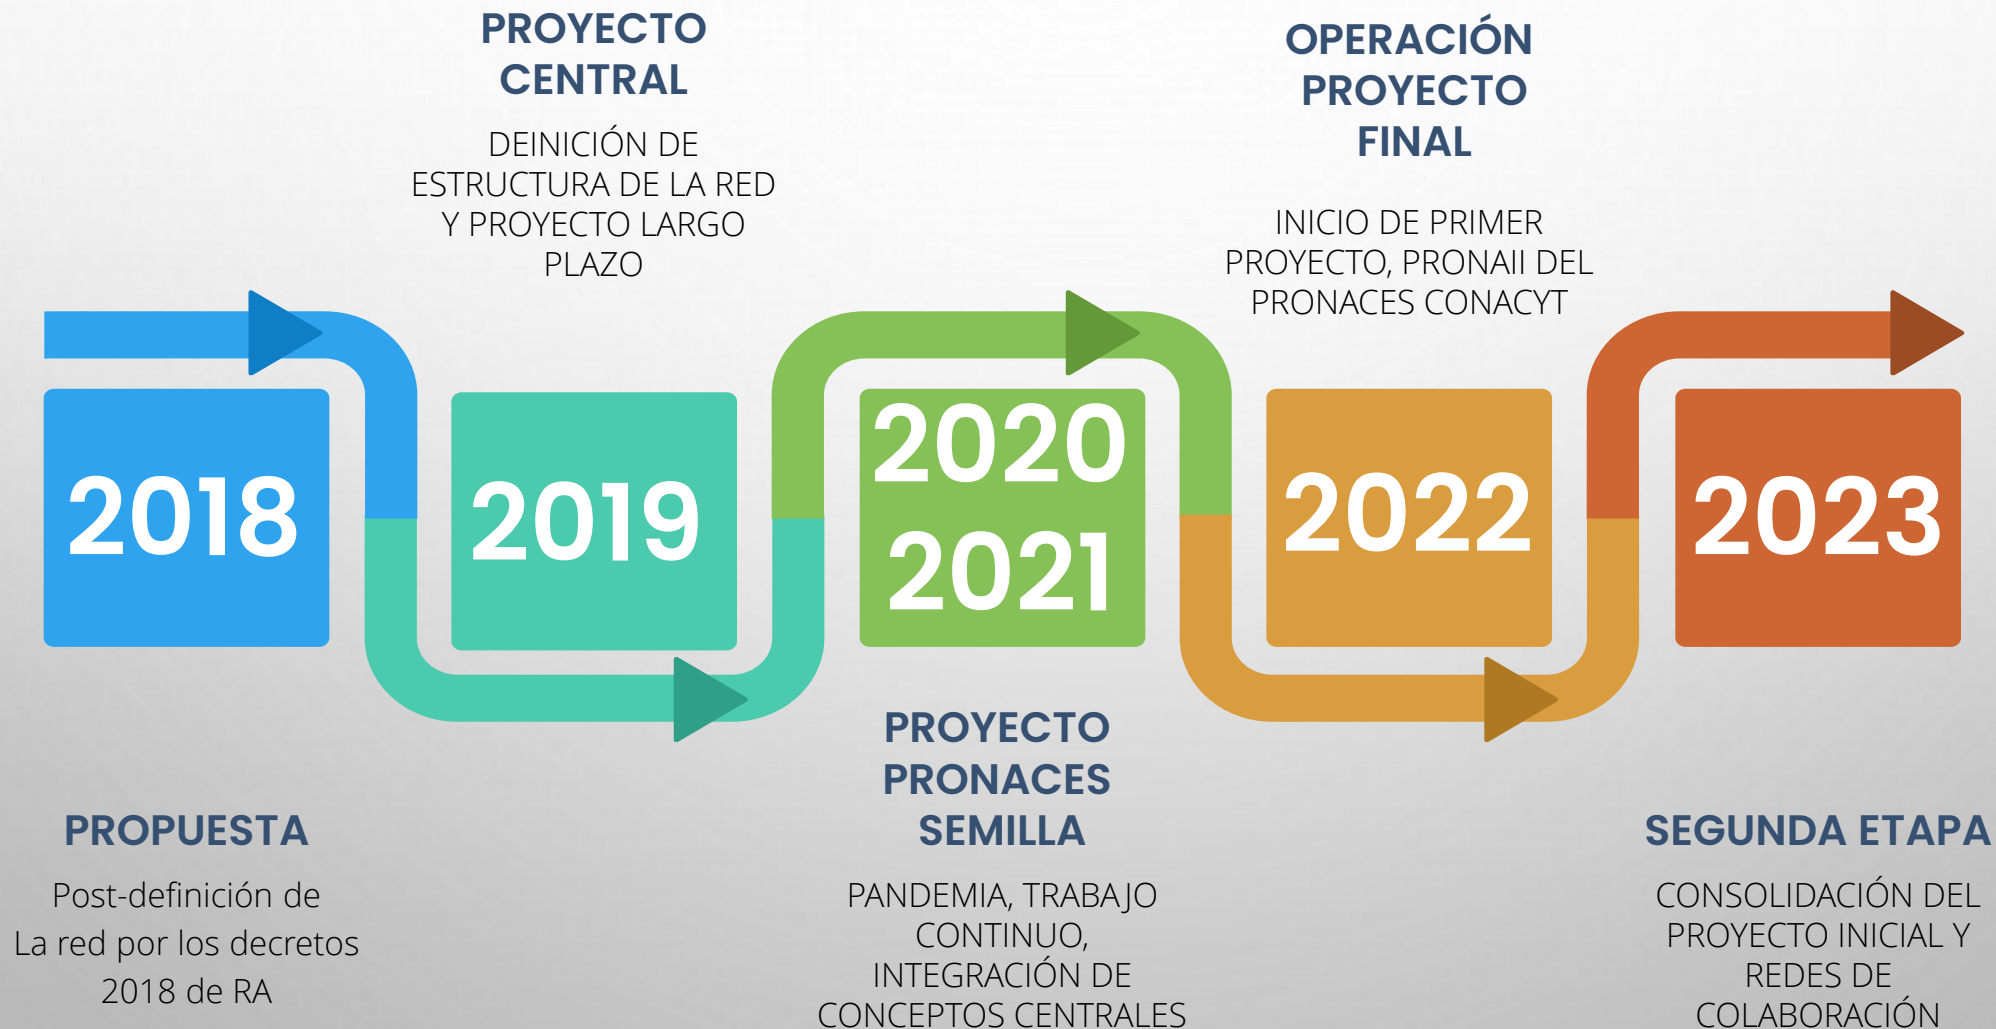 PROYECTO
CENTRAL
DEINICIÓN DE
ESTRUCTURA DE LA RED
Y PROYECTO LARGO
PLAZO
OPERACIÓN
PROYECTO
FINAL
INICIO DE PRIMER
PROYECTO, PRONAII DEL
PRONACES CONACYT
2018
2019
2020
2021
2022
2023
PROPUESTA
Post-definición de
La red por los decretos
2018 de RA
PROYECTO
PRONACES
SEMILLA
PANDEMIA, TRABAJO
CONTINUO,
INTEGRACIÓN DE
CONCEPTOS CENTRALES
SEGUNDA ETAPA
CONSOLIDACIÓN DEL
PROYECTO INICIAL Y
REDES DE
COLABORACIÓN